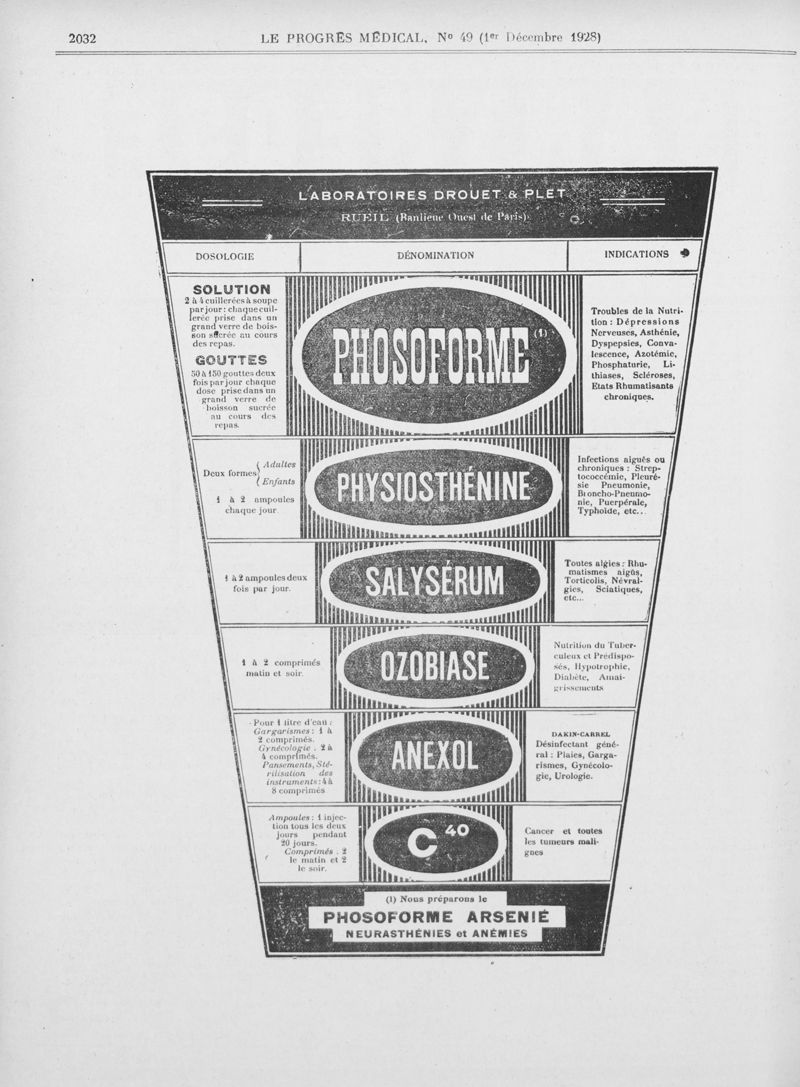 2032
LE PROGRÈS MÉDICAL, N° 49 (1er Décembre 1928)
LABORATOIRES DROUET & PLET
RUEIL (Banlieue Ouest de Paris)
DOSOLOGIE
DÉNOMINATION
INDICATIONS
SOLUTION
2 à 4 cuillerées à soupe
par jour : chaque cuil-
lerée prise dans un
grand verre de bois-
son sucrée au cours
des repas.
GOUTTES
50 à 150 gouttes deux
fois par jour chaque
dose prise dans un
grand verre de
boisson sucrée
au cours des
repas.
PHOSOFORME (1)
Troubles de la Nutri-
tion : Dépressions
Nerveuses, Asthénie,
Dyspepsies, Conva-
lescence, Azotémic,
Phosphaturie, Li-
thiases, Scléroses,
Etats Rhumatisants
chroniques.
Deux formes { Adultes
Enfants
1 à 2 ampoules
chaque jour.
PHYSIOSTHÉNINE
Infections aiguës ou
chroniques : Strep-
tococcémie, Pleuré-
sie Pneumonie,
Broncho-Pneumo-
nie, Puerpérale,
Typhoïde, etc...
1 à 2 ampoules deux
fois par jour.
SALYSÉRUM
Toutes algies : Rhu-
matismes aigüs,
Torticolis, Névral-
gies, Sciatiques,
etc...
1 à 2 comprimés
matin et soir.
OZOBIASE
Nutrition du Tuber-
culeux et Prédispo-
sés, Hypotrophie,
Diabète, Amai-
grissements
Pour 1 litre d'eau :
Gargarismes : 1 à
2 comprimés.
Gynécologie . 2 à
4 comprimés.
Pansements, Sté-
rilisation des
instruments : 4 à
8 comprimés
ANEXOL
DAKIN-CARREL
Désinfectant géné-
ral : Plaies, Garga-
rismes, Gynécolo-
gie, Urologie.
Ampoules : 1 injec-
tion tous les deux
jours pendant
20 jours.
Comprimés . 2
le matin et 2
le soir.
C40
Cancer et toutes
les tumeurs mali-
gnes
(1) Nous préparons le
PHOSOFORME ARSENIÉ
NEURASTHÉNIES et ANÉMIES